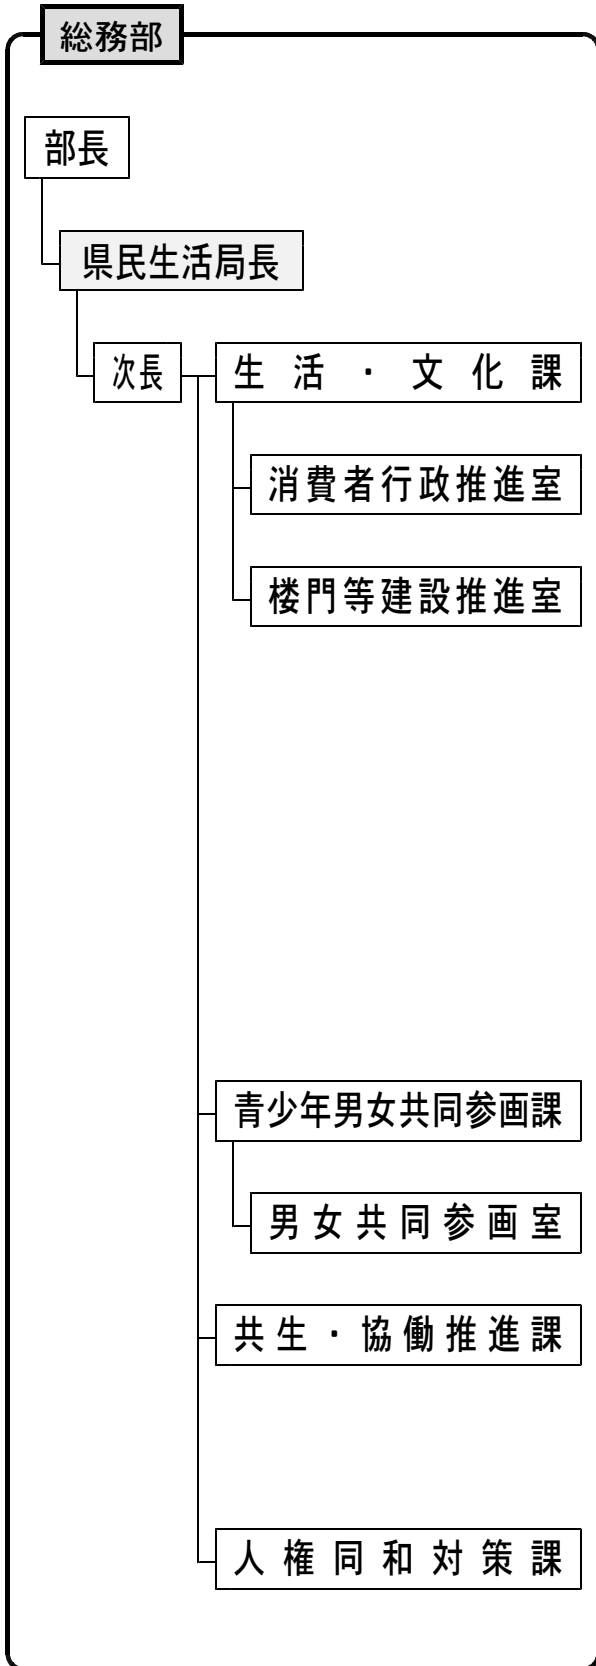 総務部
部長
県民生活局長
次長
生活・文化課
消費者行政推進室
楼門等建設推進室
青少年男女共同参画課
男女共同参画室
共生・協働推進課
人権同和対策課